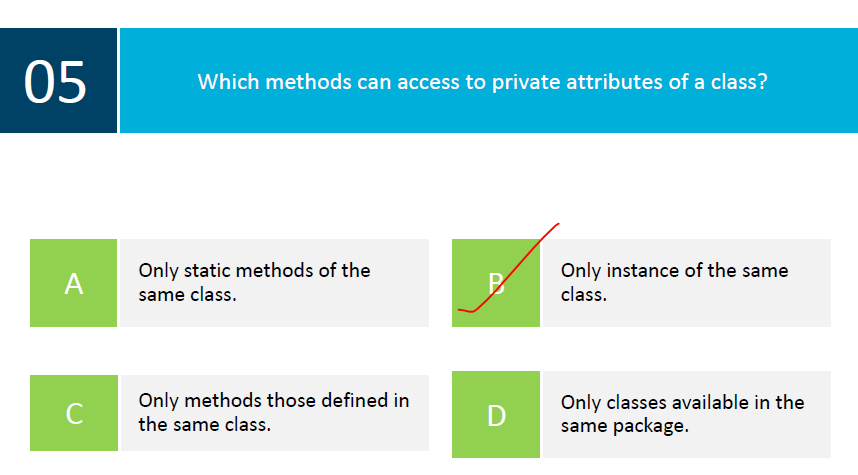 05
Which methods can access to private attributes of a class?
A
Only static methods of the
same class.
B
Only instance of the same
class.
C
Only methods those defined in
the same class.
D
Only classes available in the
same package.